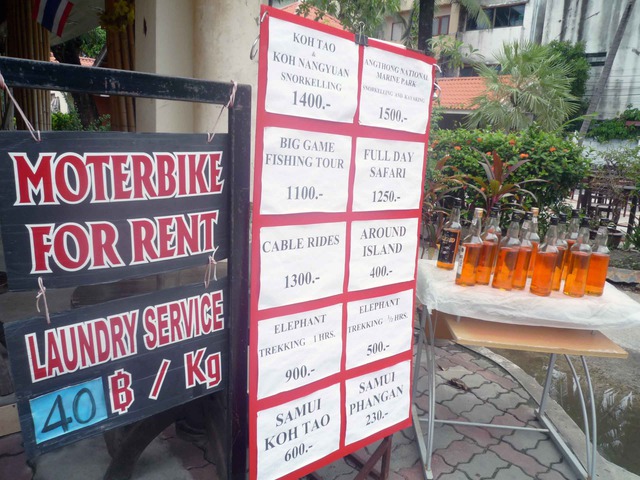 MOTERBIKE
FOR RENT
LAUNDRY SERVICE
40 ฿ / Kg
KOH TAO
&
KOH NANGYUAN
SNORKELLING
1400.-
ANGTHONG NATIONAL
MARINE PARK
SNORKELLING AND KAYAKING
1500.-
BIG GAME
FISHING TOUR
1100.-
FULL DAY
SAFARI
1250.-
CABLE RIDES
1300.-
AROUND
ISLAND
400.-
ELEPHANT
TREKKING 1 HRS.
900.-
ELEPHANT
TREKKING ½ HRS.
500.-
SAMUI
KOH TAO
600.-
SAMUI
PHANGAN
230.-